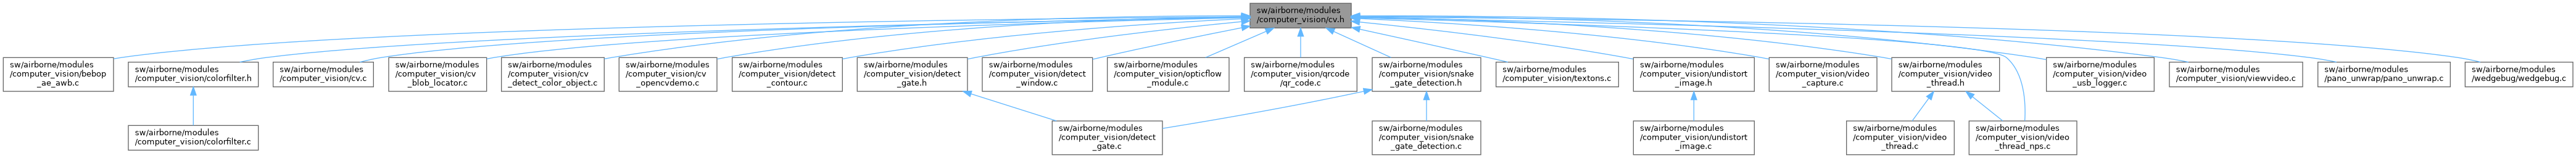 sw/airborne/modules
/computer_vision/cv.h
sw/airborne/modules
/computer_vision/bebop
_ae_awb.c
sw/airborne/modules
/computer_vision/colorfilter.h
sw/airborne/modules
/computer_vision/cv.c
sw/airborne/modules
/computer_vision/cv
_blob_locator.c
sw/airborne/modules
/computer_vision/cv
_detect_color_object.c
sw/airborne/modules
/computer_vision/cv
_opencvdemo.c
sw/airborne/modules
/computer_vision/detect
_contour.c
sw/airborne/modules
/computer_vision/detect
_gate.h
sw/airborne/modules
/computer_vision/detect
_window.c
sw/airborne/modules
/computer_vision/opticflow
_module.c
sw/airborne/modules
/computer_vision/qrcode
/qr_code.c
sw/airborne/modules
/computer_vision/snake
_gate_detection.h
sw/airborne/modules
/computer_vision/textons.c
sw/airborne/modules
/computer_vision/undistort
_image.h
sw/airborne/modules
/computer_vision/video
_capture.c
sw/airborne/modules
/computer_vision/video
_thread.h
sw/airborne/modules
/computer_vision/video
_usb_logger.c
sw/airborne/modules
/computer_vision/viewvideo.c
sw/airborne/modules
/pano_unwrap/pano_unwrap.c
sw/airborne/modules
/wedgebug/wedgebug.c
sw/airborne/modules
/computer_vision/colorfilter.c
sw/airborne/modules
/computer_vision/detect
_gate.c
sw/airborne/modules
/computer_vision/snake
_gate_detection.c
sw/airborne/modules
/computer_vision/undistort
_image.c
sw/airborne/modules
/computer_vision/video
_thread.c
sw/airborne/modules
/computer_vision/video
_thread_nps.c